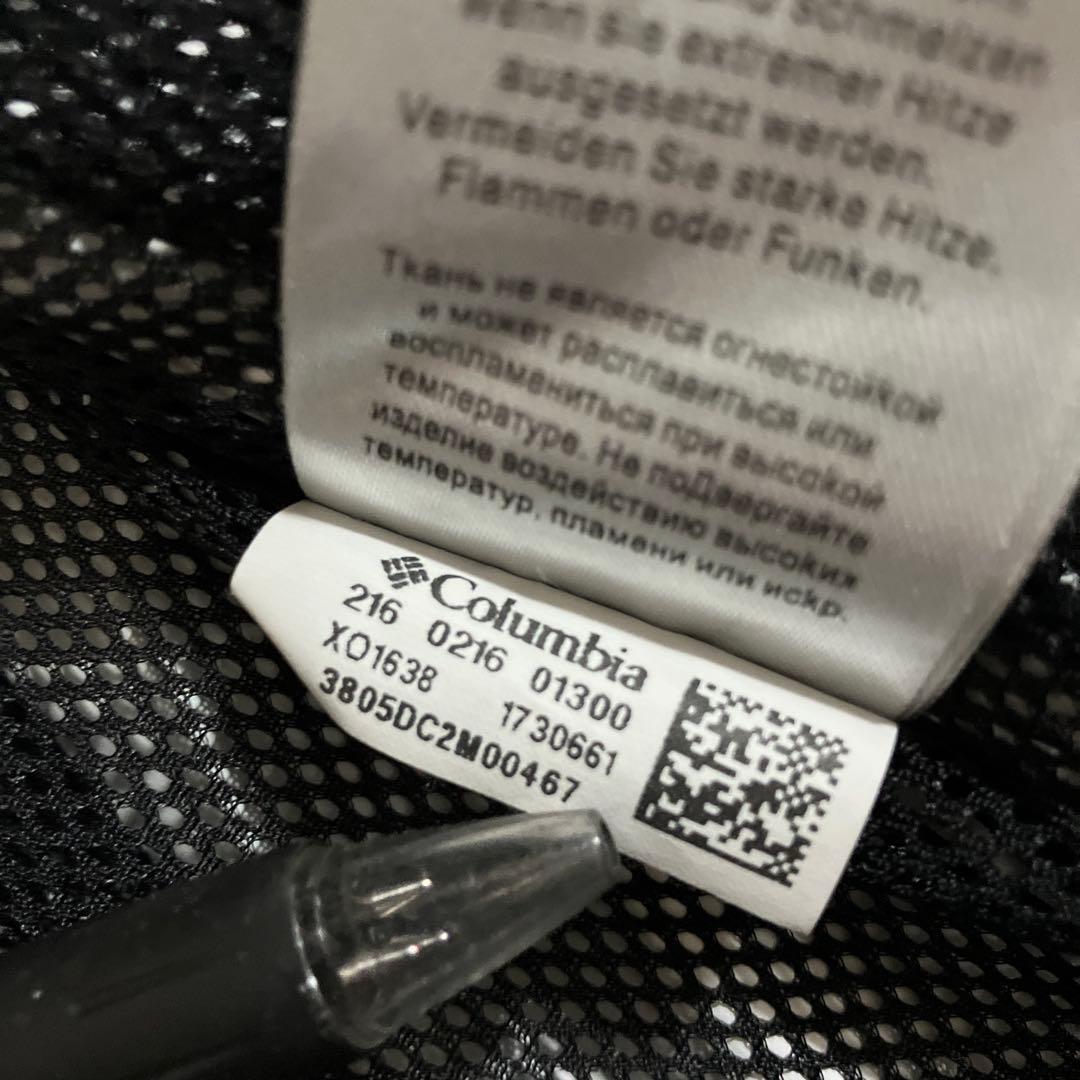 schmelzen
wenn sie extremer Hitze
ausgesetzt werden.
Vermeiden Sie starke Hitze.
Flammen oder Funken.
Ткань не является огнестойкой
и может расплавиться или
воспламениться при высокой
температуре. Не поДвергайте
изделие воздействию высоких
температур, пламени или искр.
Columbia
216 0216 01300
XO1638 1730661
3805DC2M00467